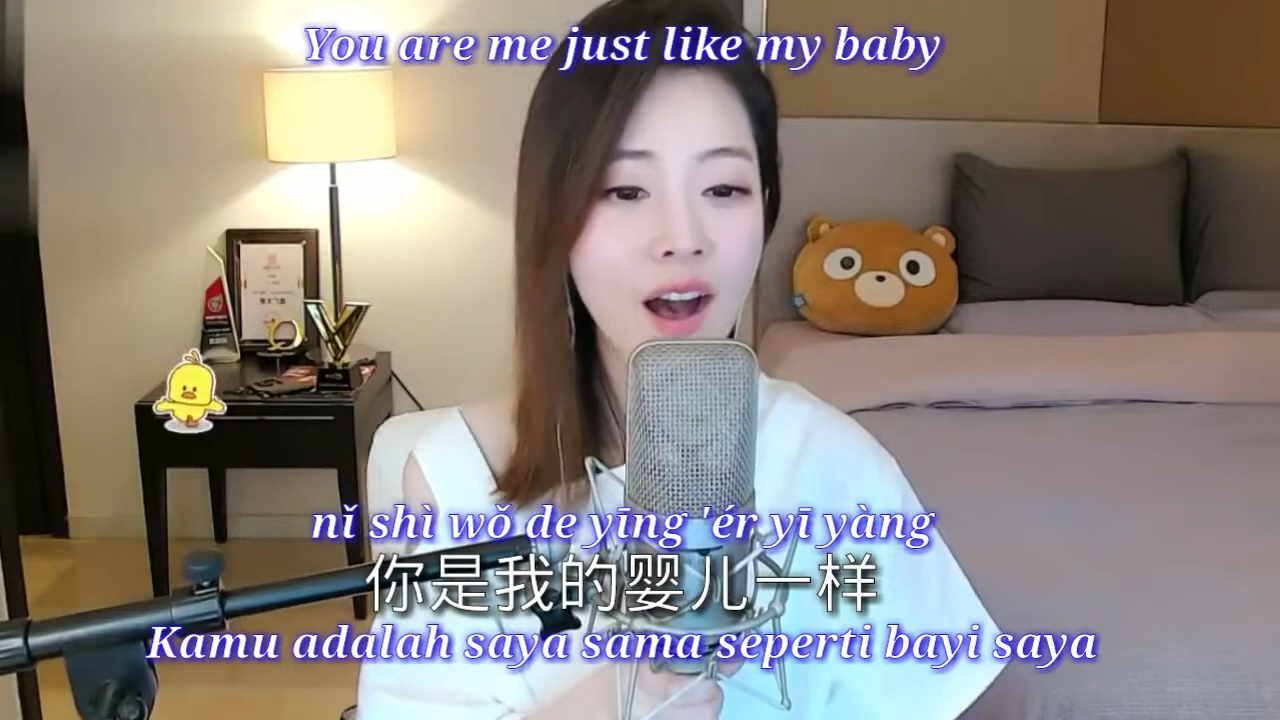 You are me just like my baby
nǐ shì wǒ de yīng 'ér yī yàng
你是我的婴儿一样
Kamu adalah saya sama seperti bayi saya